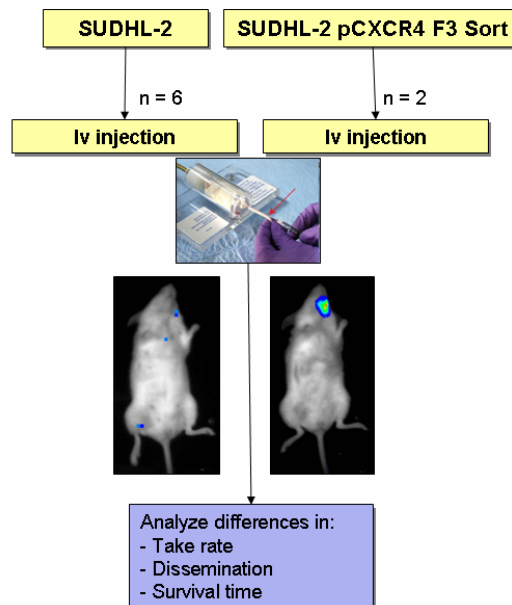 SUDHL-2
SUDHL-2 pCXCR4 F3 Sort
n = 6
n = 2
Iv injection
Iv injection
Analyze differences in:
- Take rate
- Dissemination
- Survival time